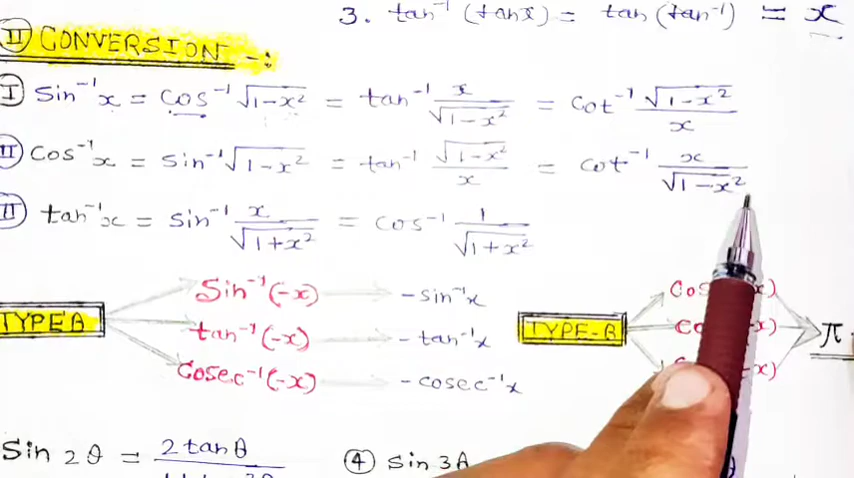 3. tan⁻¹ (tanx) = tan (tan⁻¹) = x
II CONVERSION -:
I Sin⁻¹x = cos⁻¹ √1-x² = tan⁻¹ x/√1-x² = cot⁻¹ √1-x²/x
II Cos⁻¹x = sin⁻¹√1-x² = tan⁻¹ √1-x²/x = cot⁻¹ x/√1-x²
II tan⁻¹x = sin⁻¹ x/√1+x² = cos⁻¹ 1/√1+x²
TYPE A
Sin⁻¹(-x) → -sin⁻¹x
tan⁻¹(-x) → -tan⁻¹x
Cosec⁻¹(-x) → -cosec⁻¹x
TYPE-B
π
Sin 2θ = 2tanθ
④ sin 3θ